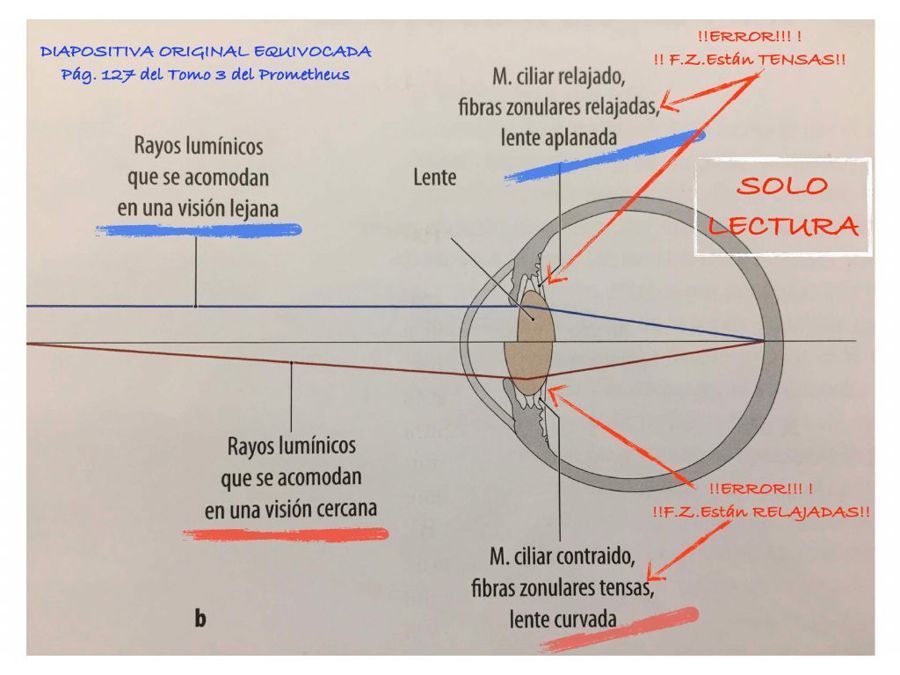 DIAPOSITIVA ORIGINAL EQUIVOCADA
Pág. 127 del Tomo 3 del Prometheus
!!ERROR!!! !
!! F.Z.Están TENSAS!!
M. ciliar relajado,
fibras zonulares relajadas,
lente aplanada
Rayos lumínicos
que se acomodan
en una visión lejana
Lente
SOLO
LECTURA
Rayos lumínicos
que se acomodan
en una visión cercana
!!ERROR!!! !
!!F.Z.Están RELAJADAS!!
M. ciliar contraido,
fibras zonulares tensas,
lente curvada
b